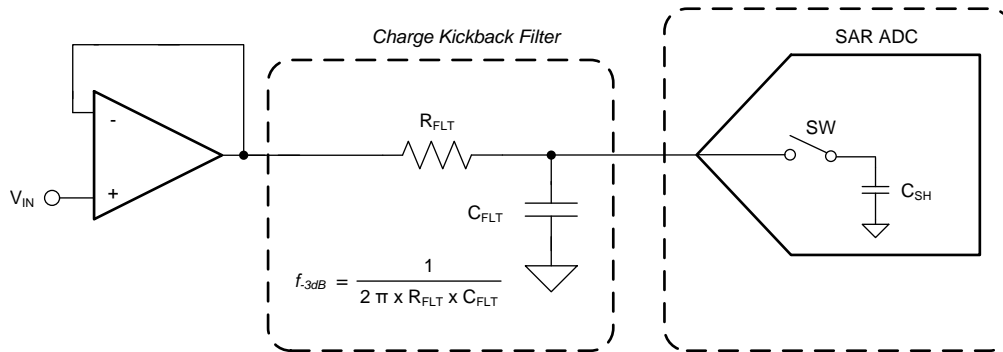 Charge Kickback Filter
SAR ADC
R_FLT
SW
-
+
V_IN
C_FLT
C_SH
f_-3dB = 1 / (2 π x R_FLT x C_FLT)